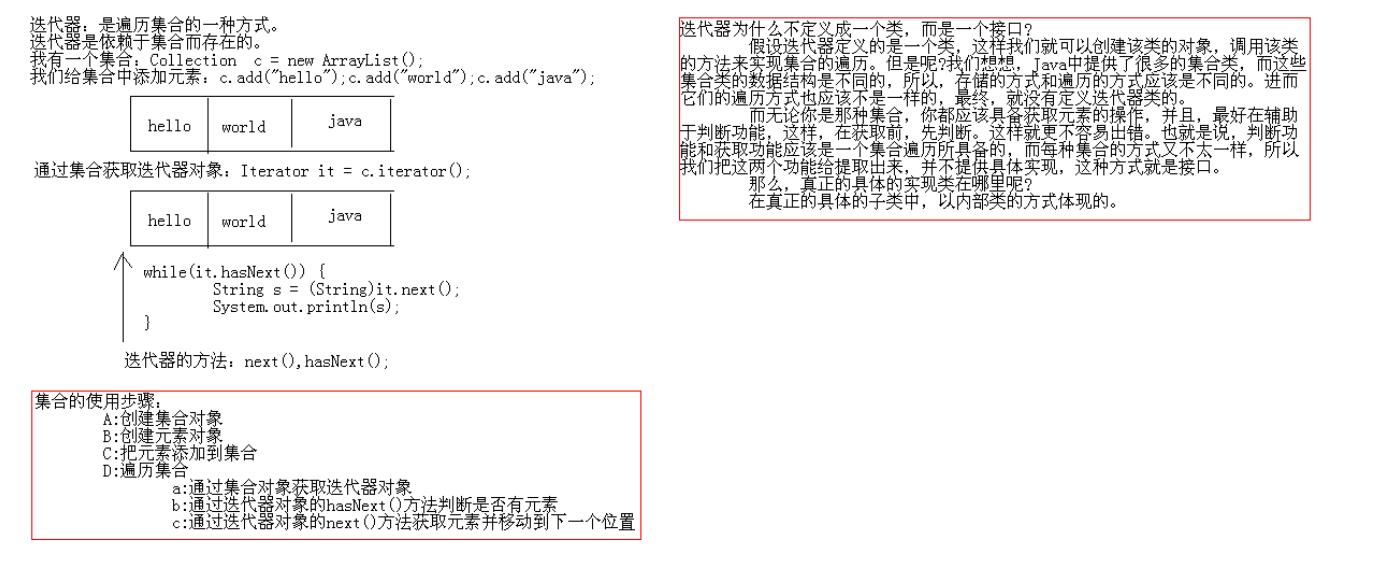 迭代器：是遍历集合的一种方式。
迭代器是依赖于集合而存在的。
我有一个集合：Collection c = new ArrayList();
我们给集合中添加元素：c.add("hello");c.add("world");c.add("java");
hello world java
通过集合获取迭代器对象：Iterator it = c.iterator();
hello world java
while(it.hasNext()) {
String s = (String)it.next();
System.out.println(s);
}
迭代器的方法：next(),hasNext();
集合的使用步骤：
A:创建集合对象
B:创建元素对象
C:把元素添加到集合
D:遍历集合
a:通过集合对象获取迭代器对象
b:通过迭代器对象的hasNext()方法判断是否有元素
c:通过迭代器对象的next()方法获取元素并移动到下一个位置
迭代器为什么不定义成一个类，而是一个接口?
假设迭代器定义的是一个类，这样我们就可以创建该类的对象，调用该类
的方法来实现集合的遍历。但是呢?我们想想，Java中提供了很多的集合类，而这些
集合类的数据结构是不同的，所以，存储的方式和遍历的方式应该是不同的。进而
它们的遍历方式也应该不是一样的，最终，就没有定义迭代器类的。
而无论你是那种集合，你都应该具备获取元素的操作，并且，最好在辅助
于判断功能，这样，在获取前，先判断。这样就更不容易出错。也就是说，判断功
能和获取功能应该是一个集合遍历所具备的，而每种集合的方式又不太一样，所以
我们把这两个功能给提取出来，并不提供具体实现，这种方式就是接口。
那么，真正的具体的实现类在哪里呢?
在真正的具体的子类中，以内部类的方式体现的。